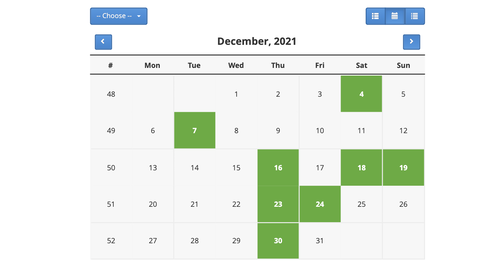 -- Choose --
December, 2021
# Mon Tue Wed Thu Fri Sat Sun
48 1 2 3 4 5
49 6 7 8 9 10 11 12
50 13 14 15 16 17 18 19
51 20 21 22 23 24 25 26
52 27 28 29 30 31